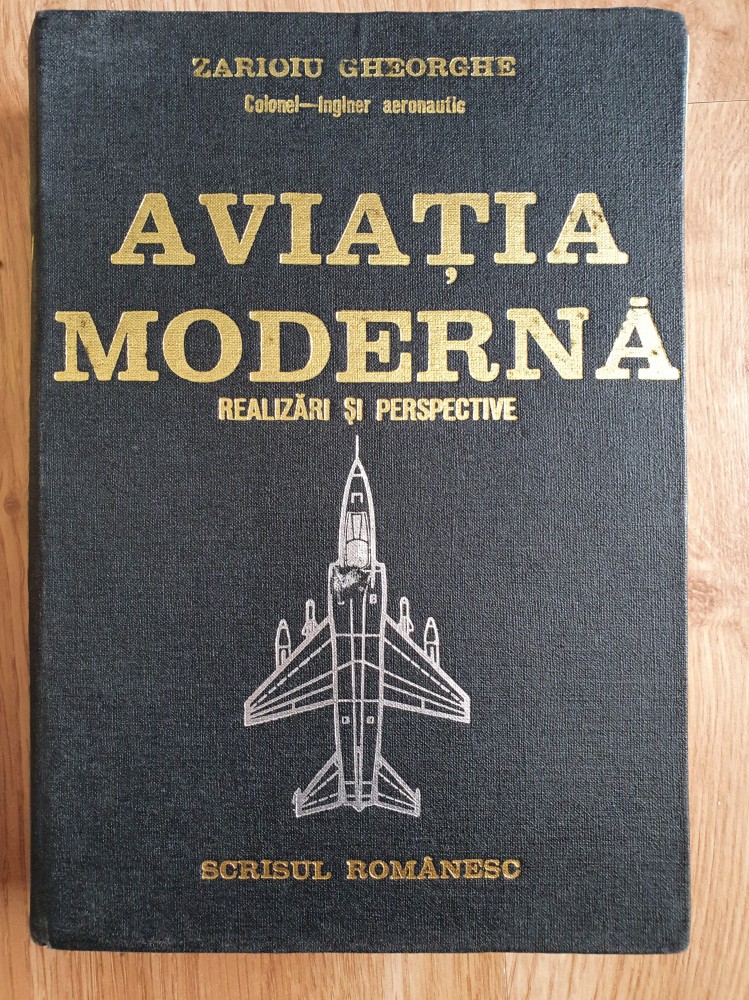 ZARIOIU GHEORGHE
Colonel—inginer aeronautic
AVIAȚIA
MODERNĂ
REALIZĂRI ȘI PERSPECTIVE
SCRISUL ROMÂNESC